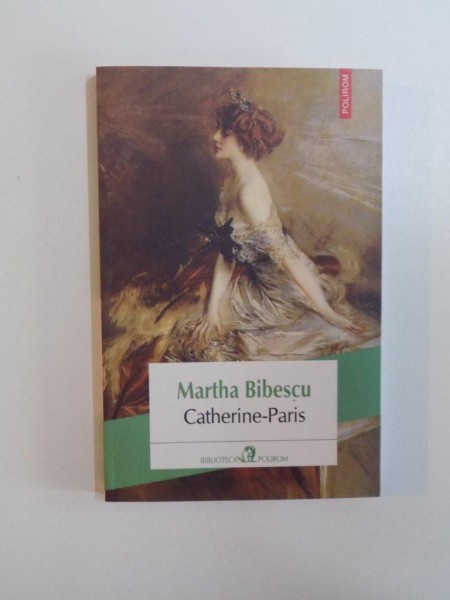 POLIROM
Martha Bibescu
Catherine-Paris
BIBLIOTECA POLIROM